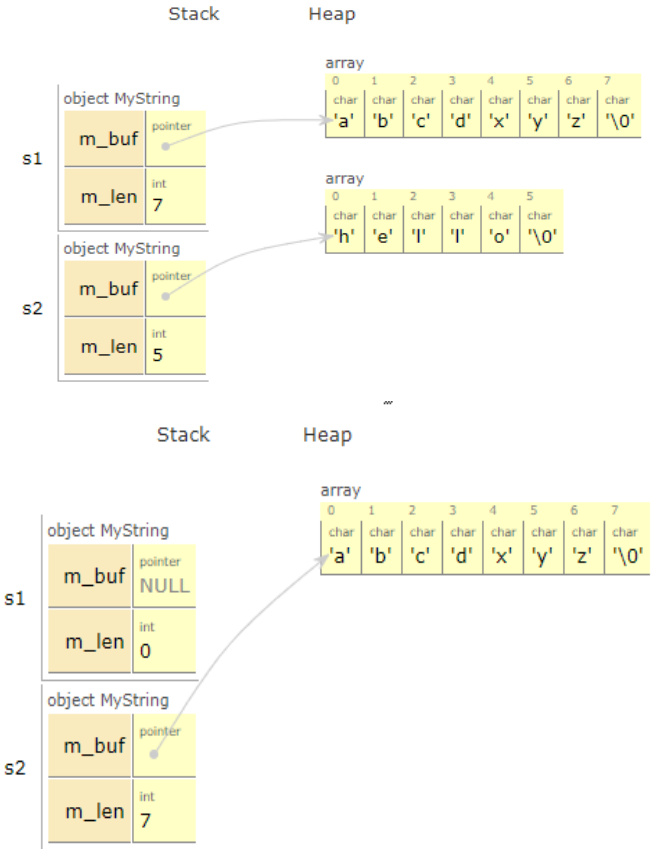 Stack Heap
array
0 1 2 3 4 5 6 7
object MyString
char char char char char char char char
m_buf pointer 'a' 'b' 'c' 'd' 'x' 'y' 'z' '\0'
s1
m_len int 7
array
0 1 2 3 4 5
char char char char char char
'h' 'e' 'l' 'l' 'o' '\0'
object MyString
m_buf pointer
s2
m_len int 5
Stack Heap
array
0 1 2 3 4 5 6 7
char char char char char char char char
'a' 'b' 'c' 'd' 'x' 'y' 'z' '\0'
object MyString
m_buf pointer NULL
s1
m_len int 0
object MyString
m_buf pointer
s2
m_len int 7